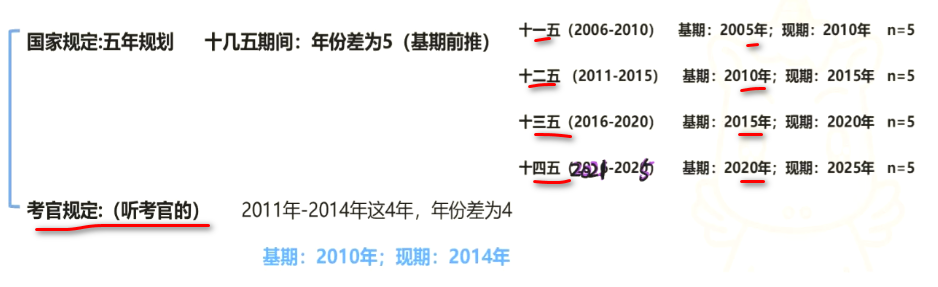 十一五（2006-2010） 基期：2005年；现期：2010年 n=5
国家规定:五年规划 十几五期间：年份差为5（基期前推）
十二五（2011-2015） 基期：2010年；现期：2015年 n=5
十三五（2016-2020） 基期：2015年；现期：2020年 n=5
十四五（2021-2025 基期：2020年；现期：2025年 n=5
考官规定:（听考官的） 2011年-2014年这4年，年份差为4
基期：2010年；现期：2014年